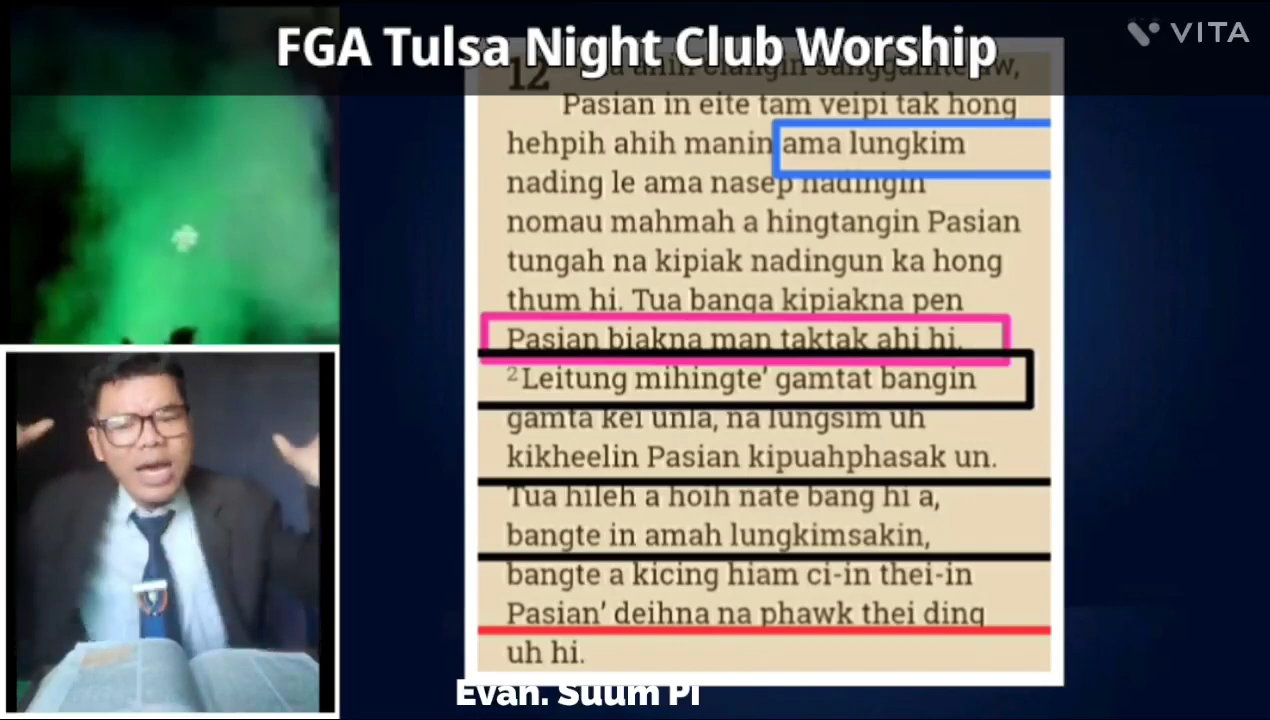 FGA Tulsa Night Club Worship
VITA
12
Pasian in eite tam veipi tak hong
hehpih ahih manin ama lungkim
nading le ama nasep nadingin
nomau mahmah a hingtangin Pasian
tungah na kipiak nadingun ka hong
thum hi. Tua banga kipiakna pen
Pasian biakna man taktak ahi hi.
²Leitung mihingte’ gamtat bangin
gamta kei unla, na lungsim uh
kikheelin Pasian kipuahphasak un.
Tua hileh a hoih nate bang hi a,
bangte in amah lungkimsakin,
bangte a kicing hiam ci-in thei-in
Pasian’ deihna na phawk thei ding
uh hi.
Evan. Suum Pi